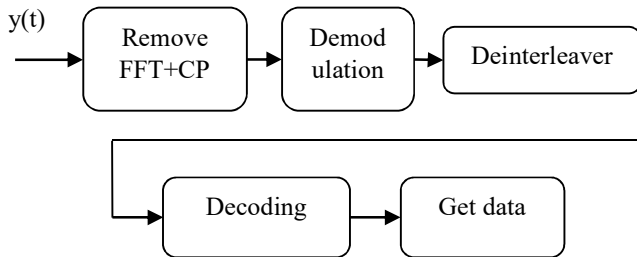 y(t)
Remove
FFT+CP
Demod
ulation
Deinterleaver
Decoding
Get data